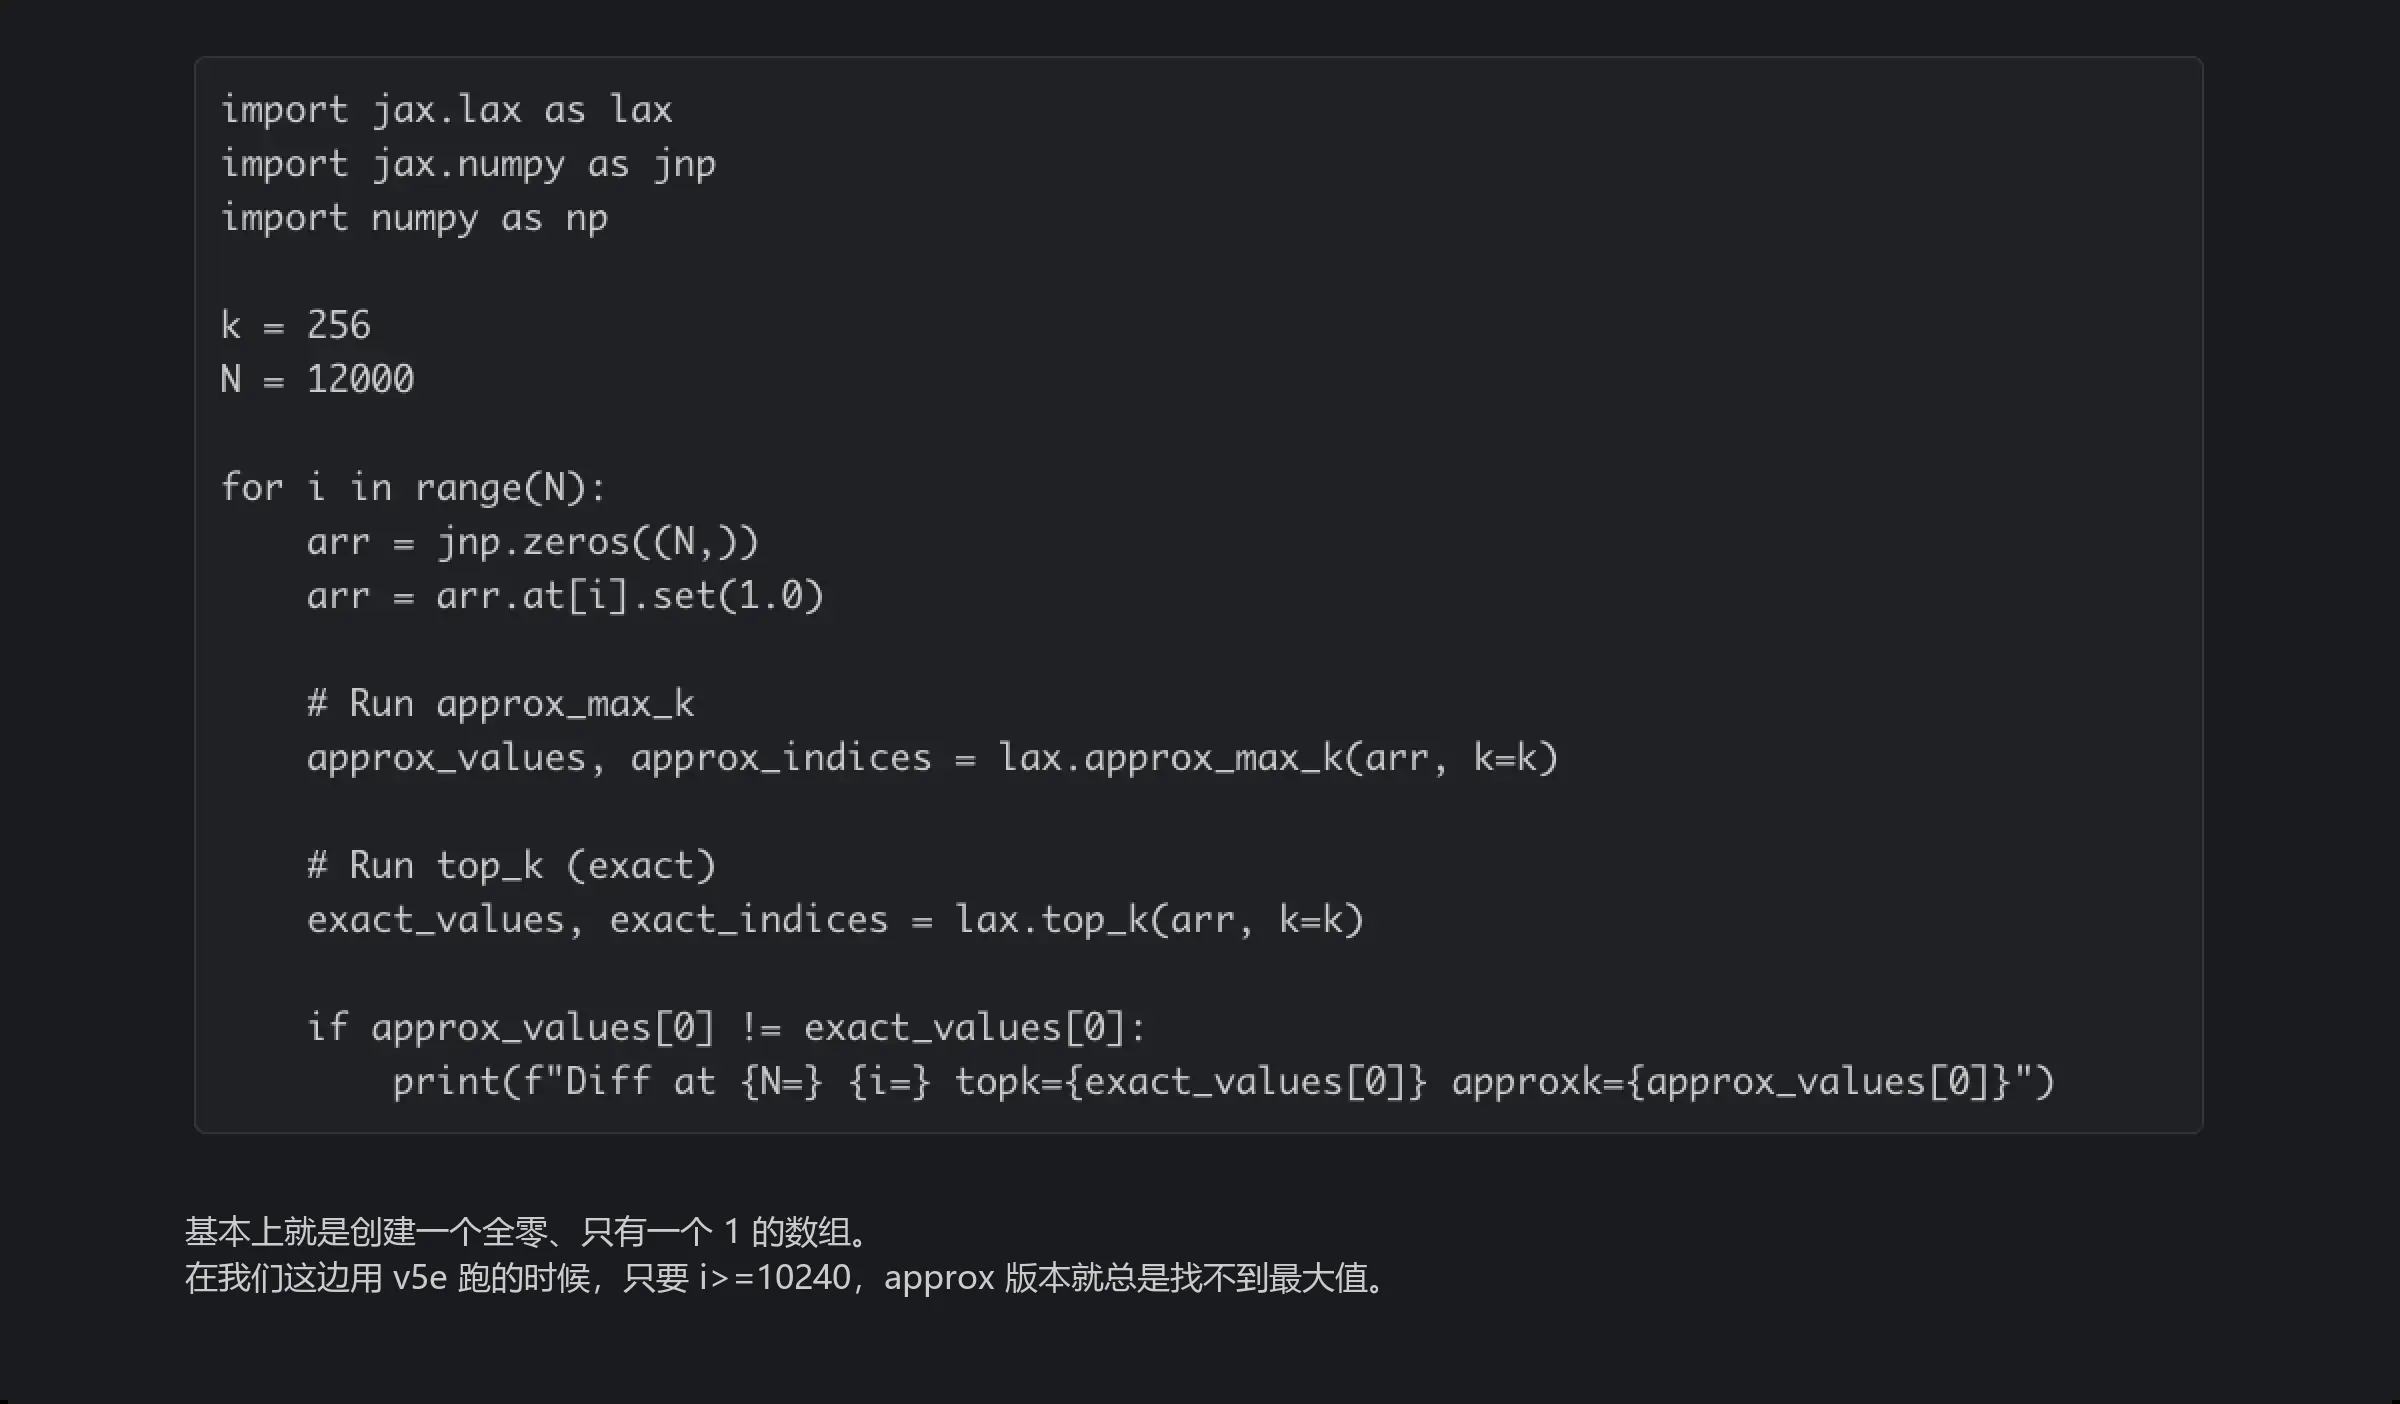 import jax.lax as lax
import jax.numpy as jnp
import numpy as np
k = 256
N = 12000
for i in range(N):
    arr = jnp.zeros((N,))
    arr = arr.at[i].set(1.0)
    # Run approx_max_k
    approx_values, approx_indices = lax.approx_max_k(arr, k=k)
    # Run top_k (exact)
    exact_values, exact_indices = lax.top_k(arr, k=k)
    if approx_values[0] != exact_values[0]:
        print(f"Diff at {N=} {i=} topk={exact_values[0]} approxk={approx_values[0]}")
基本上就是创建一个全零、只有一个 1 的数组。
在我们这边用 v5e 跑的时候，只要 i>=10240，approx 版本就总是找不到最大值。